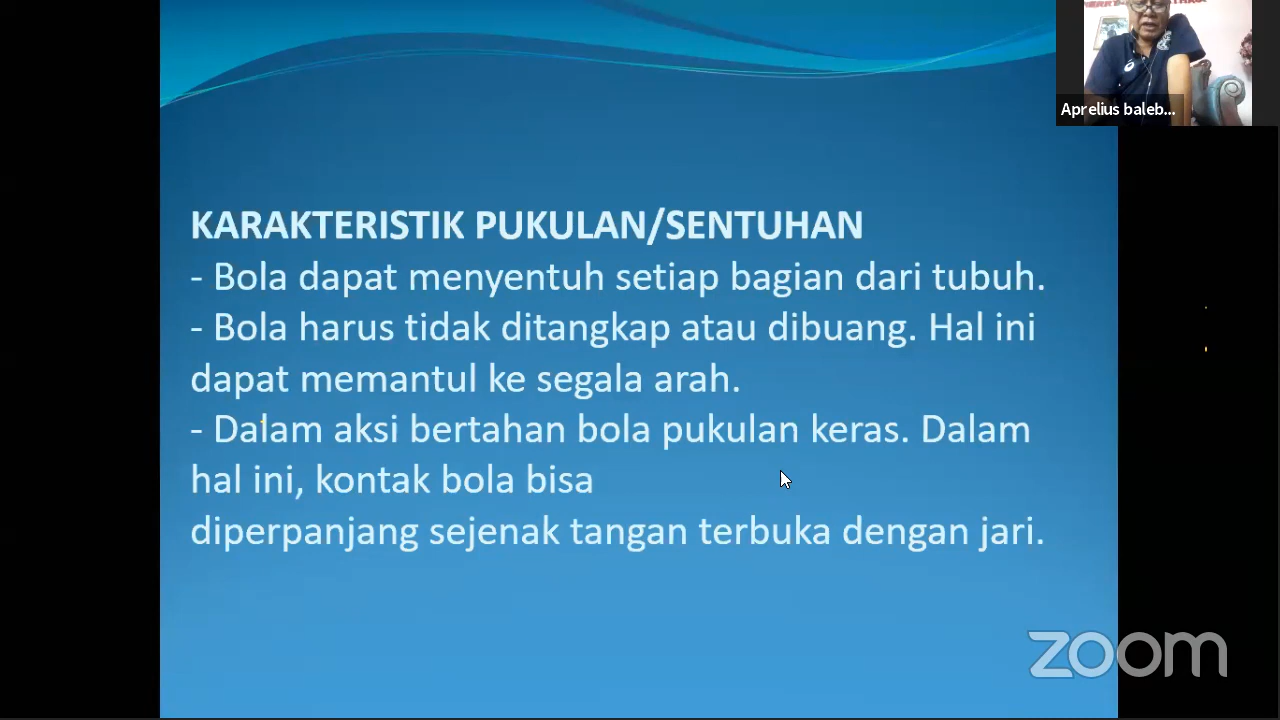 Aprelius baleb...
KARAKTERISTIK PUKULAN/SENTUHAN
- Bola dapat menyentuh setiap bagian dari tubuh.
- Bola harus tidak ditangkap atau dibuang. Hal ini
dapat memantul ke segala arah.
- Dalam aksi bertahan bola pukulan keras. Dalam
hal ini, kontak bola bisa
diperpanjang sejenak tangan terbuka dengan jari.
zoom